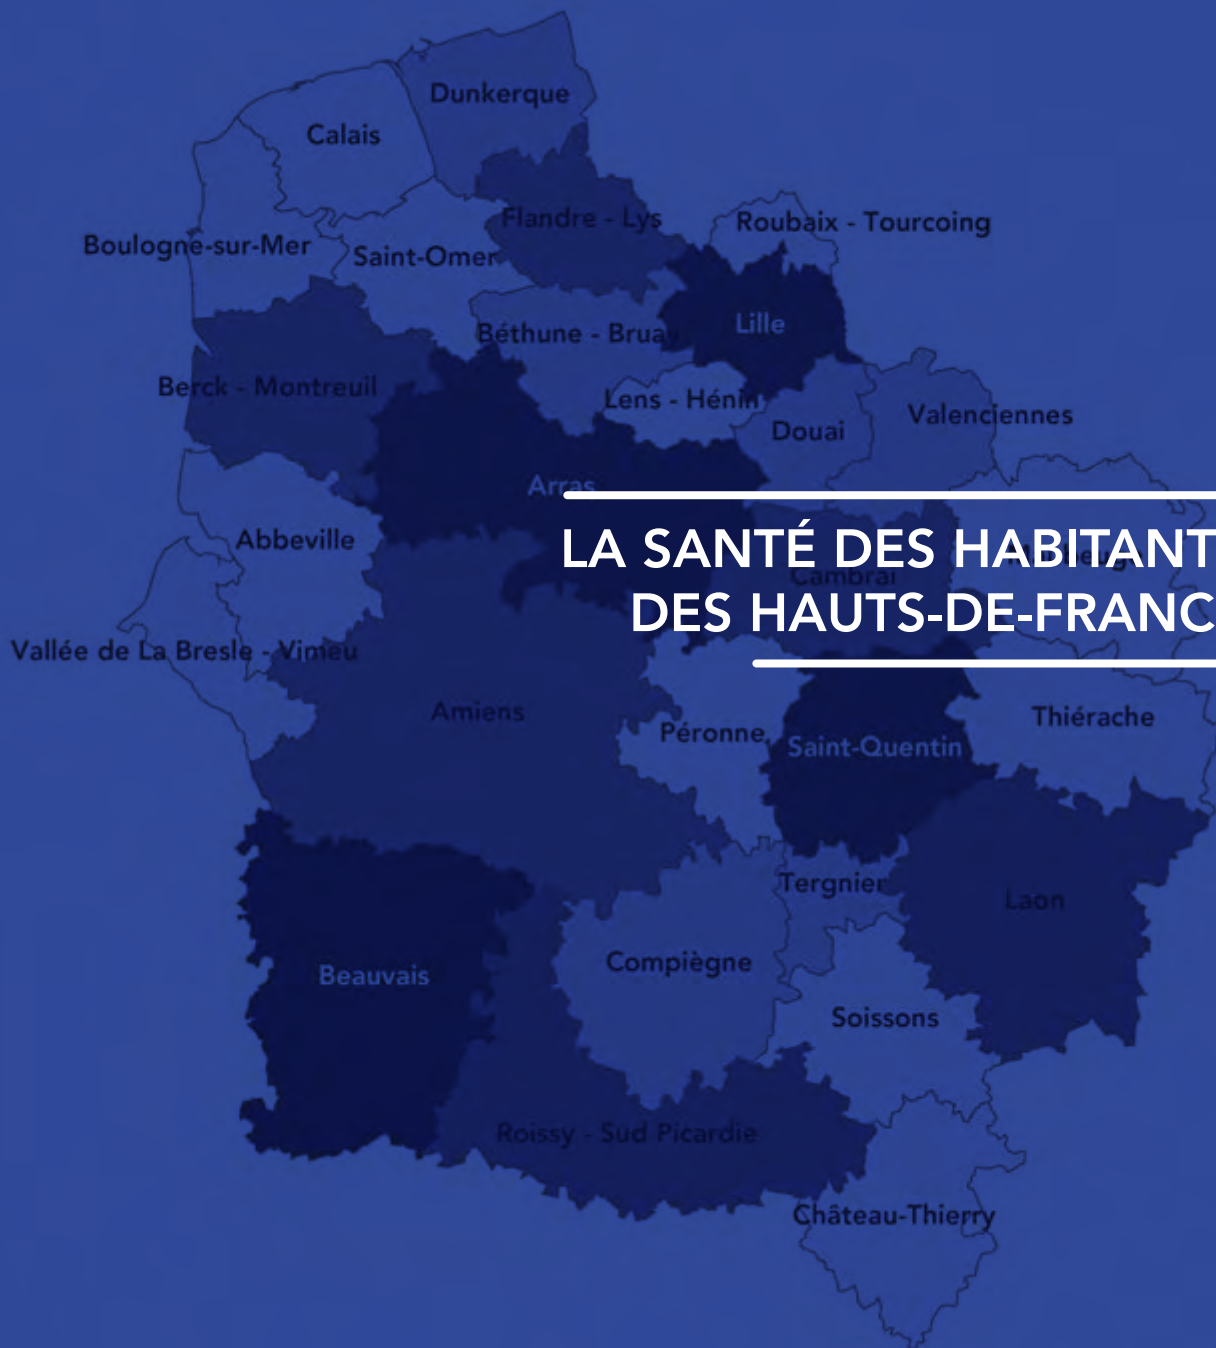 Dunkerque
Calais
Flandre - Lys
Roubaix - Tourcoing
Boulogne-sur-Mer
Saint-Omer
Lille
Béthune - Bruay
Berck - Montreuil
Lens - Hénin
Valenciennes
Douai
Arras
Abbeville
LA SANTÉ DES HABITANT
Maubeuge
Cambrai
DES HAUTS-DE-FRANC
Vallée de La Bresle - Vimeu
Amiens
Thiérache
Péronne
Saint-Quentin
Tergnier
Laon
Compiègne
Beauvais
Soissons
Roissy - Sud Picardie
Château-Thierry